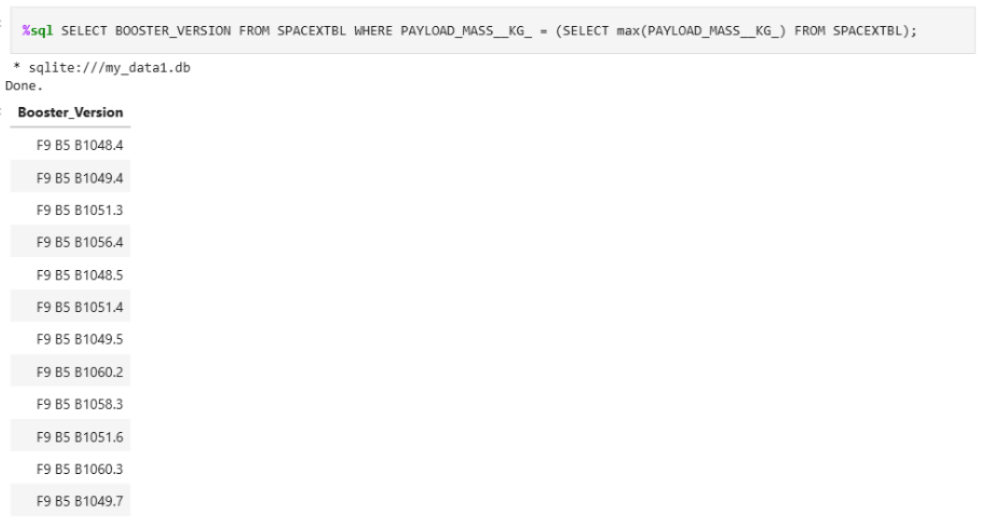 %sql SELECT BOOSTER_VERSION FROM SPACEXTBL WHERE PAYLOAD_MASS__KG_ = (SELECT max(PAYLOAD_MASS__KG_) FROM SPACEXTBL);
* sqlite:///my_data1.db
Done.
Booster_Version
F9 B5 B1048.4
F9 B5 B1049.4
F9 B5 B1051.3
F9 B5 B1056.4
F9 B5 B1048.5
F9 B5 B1051.4
F9 B5 B1049.5
F9 B5 B1060.2
F9 B5 B1058.3
F9 B5 B1051.6
F9 B5 B1060.3
F9 B5 B1049.7